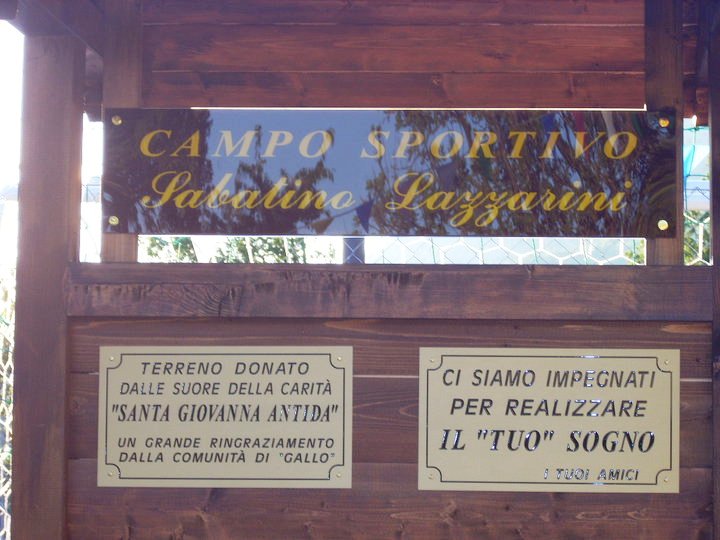 CAMPO SPORTIVO
Sabatino Lazzarini
TERRENO DONATO
DALLE SUORE DELLA CARITÀ
"SANTA GIOVANNA ANTIDA"
UN GRANDE RINGRAZIAMENTO
DALLA COMUNITÀ DI "GALLO"
CI SIAMO IMPEGNATI
PER REALIZZARE
IL "TUO" SOGNO
I TUOI AMICI